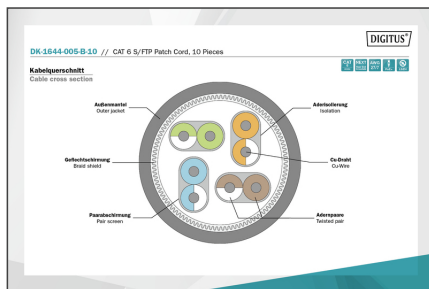 DIGITUS®
DK-1644-005-B-10 // CAT 6 S/FTP Patch Cord, 10 Pieces
Kabelquerschnitt
Cable cross section
Außenmantel
Outer jacket
Aderisolierung
Isolation
Geflechtschirmung
Braid shield
Cu-Draht
Cu-Wire
Paarabschirmung
Pair screen
Adernpaare
Twisted pair